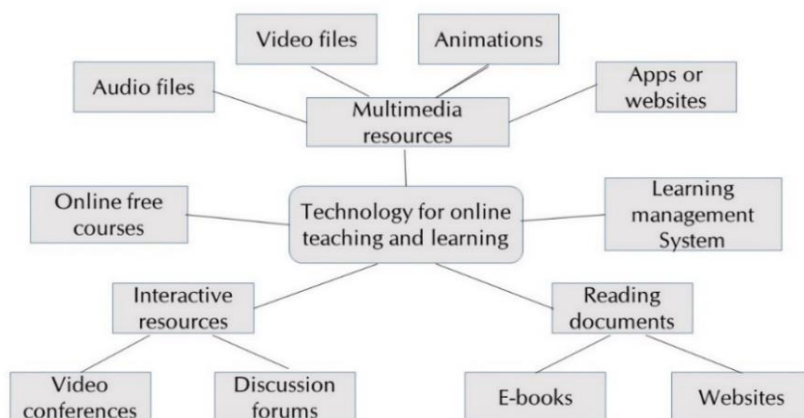 Video files
Animations
Audio files
Apps or
websites
Multimedia
resources
Online free
courses
Technology for online
teaching and learning
Learning
management
System
Interactive
resources
Reading
documents
Video
conferences
Discussion
forums
E-books
Websites